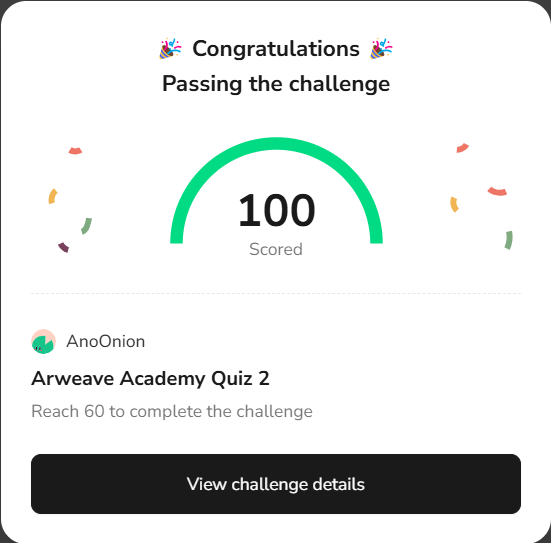 🎉 Congratulations 🎉
Passing the challenge
100
Scored
AnoOnion
Arweave Academy Quiz 2
Reach 60 to complete the challenge
View challenge details